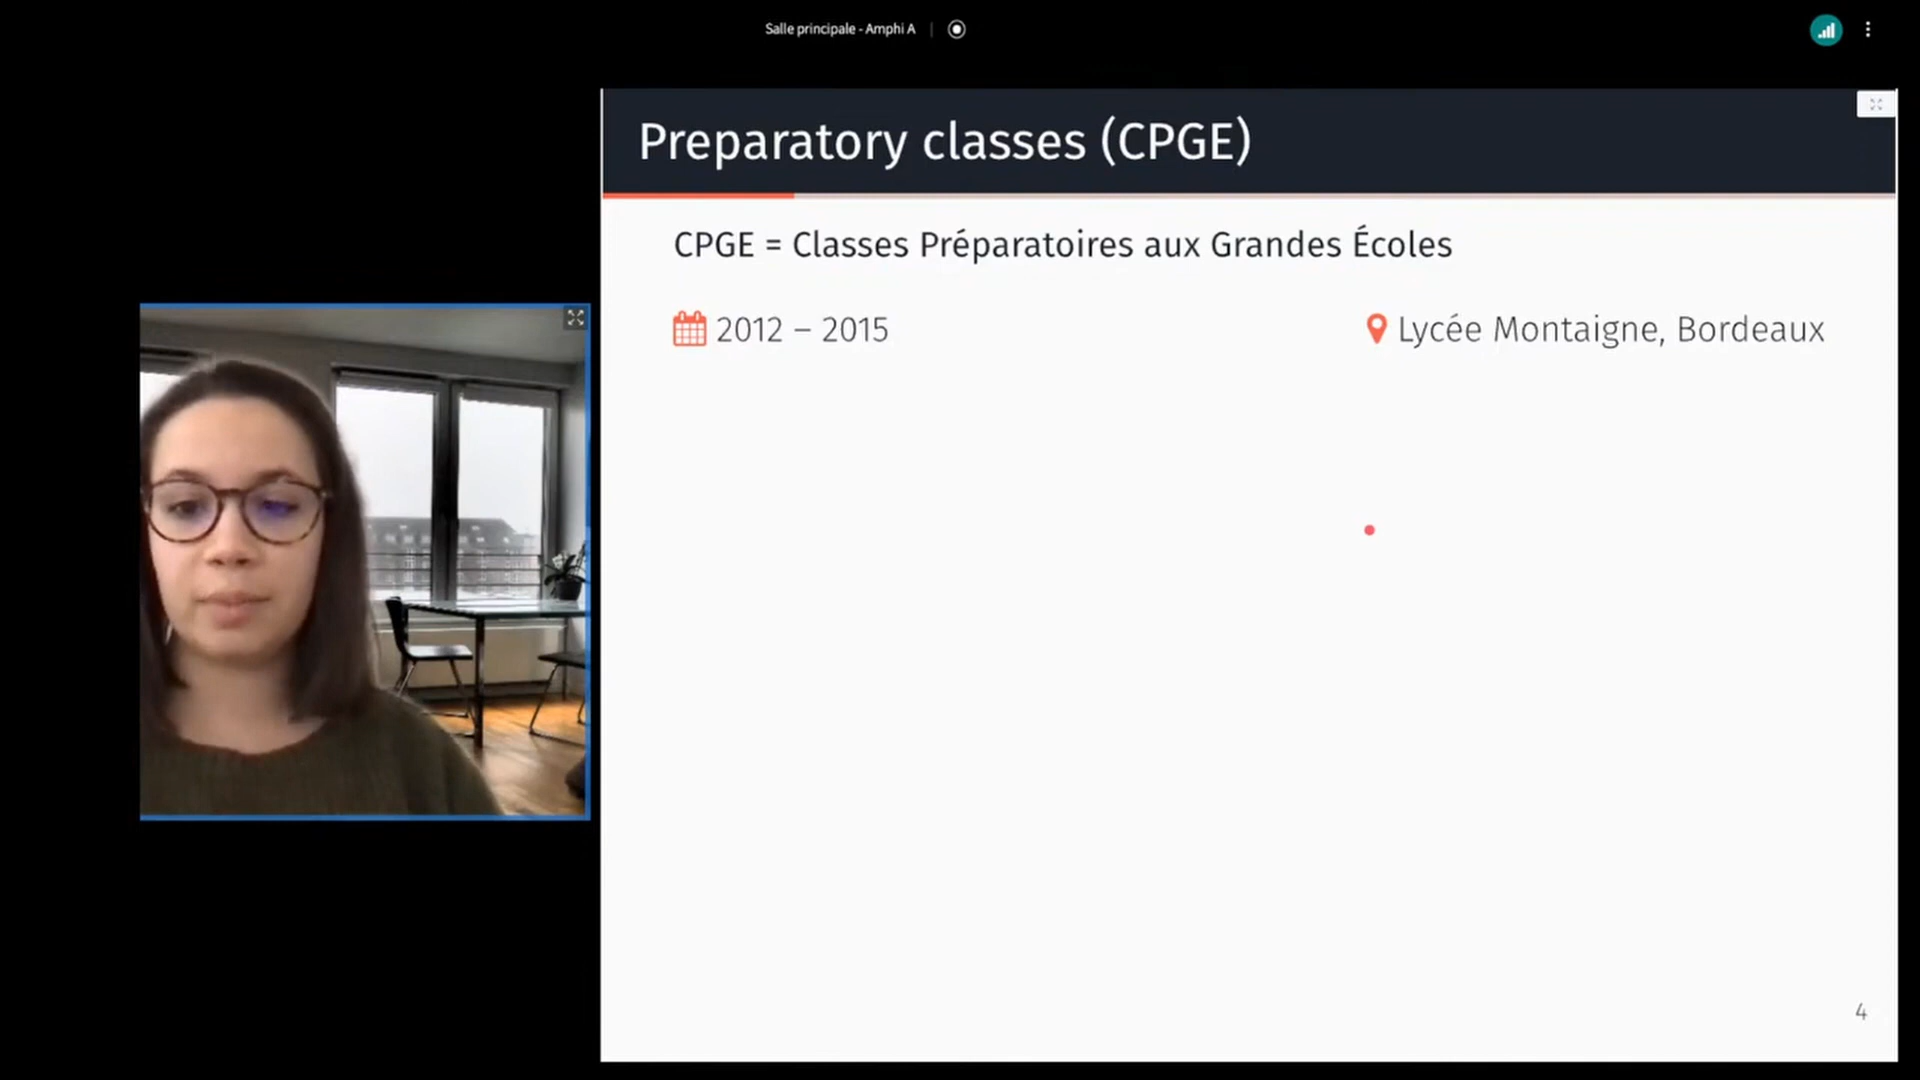 Salle principale - Amphi A
Preparatory classes (CPGE)
CPGE = Classes Préparatoires aux Grandes Écoles
2012 – 2015
Lycée Montaigne, Bordeaux
4